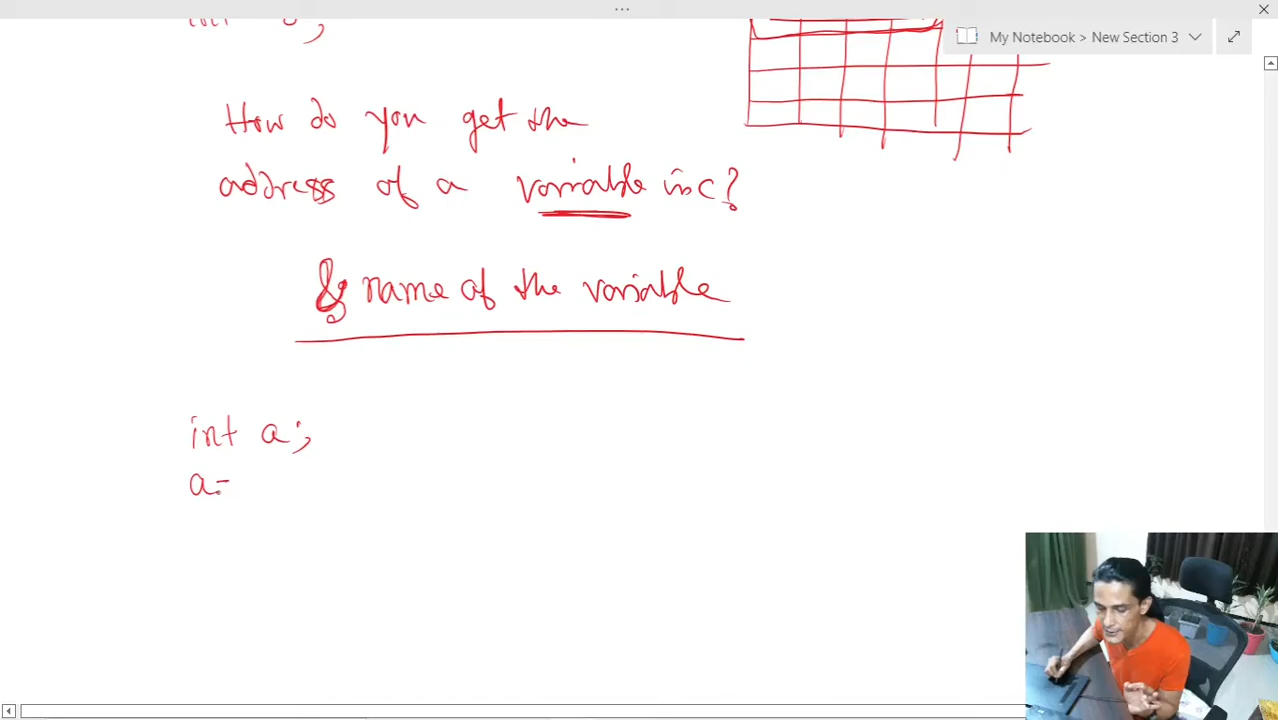 My Notebook > New Section 3
How do you get the
address of a variable in c?
& name of the variable
int a;
a=